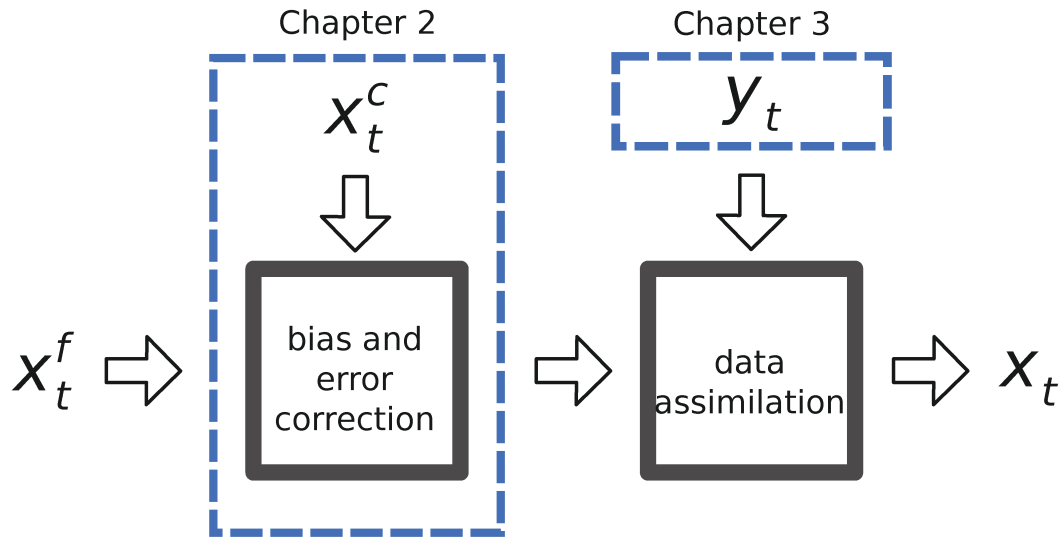 Chapter 2
Chapter 3
x_t^c
y_t
x_t^f
bias and
error
correction
data
assimilation
x_t